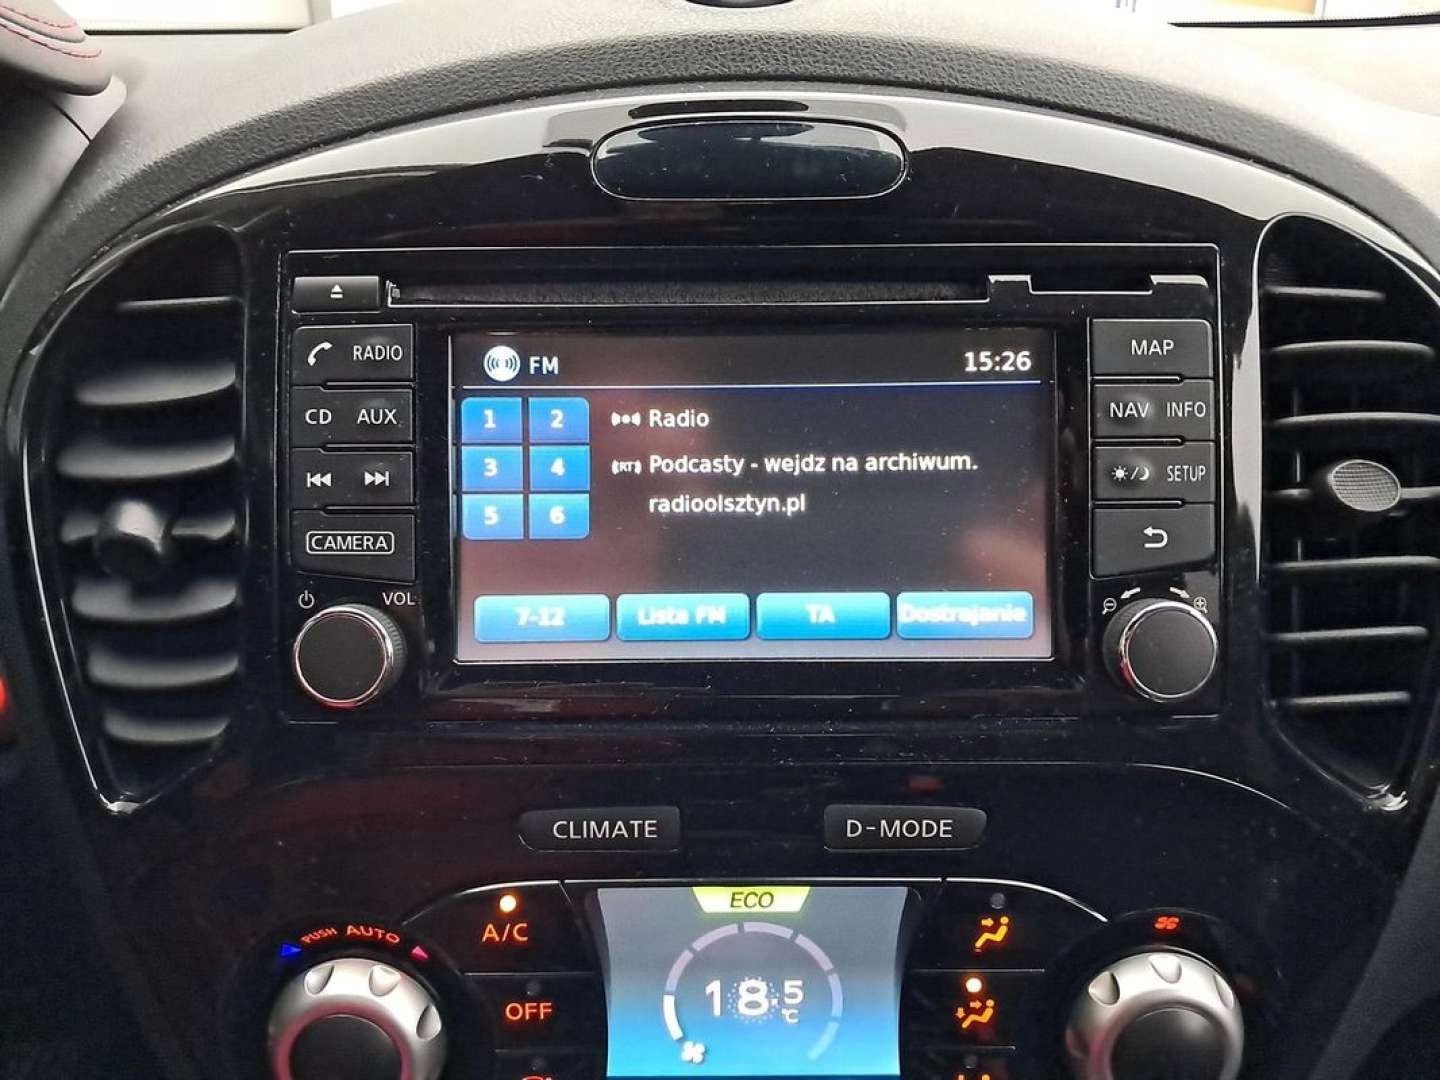 RADIO
CD AUX
CAMERA
VOL
FM 15:26
1 2 Radio
3 4 RT Podcasty - wejdz na archiwum.
5 6 radioolsztyn.pl
7-12 Lista FM TA Dostrajanie
MAP
NAV INFO
SETUP
CLIMATE D-MODE
ECO
PUSH AUTO
A/C
OFF
18.5
°C